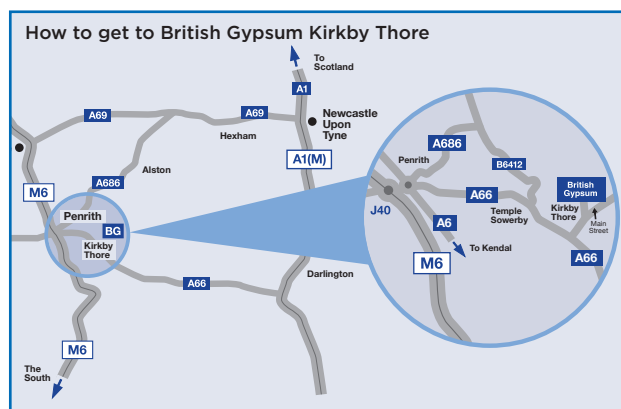 How to get to British Gypsum Kirkby Thore
To
Scotland
A1
A69
A69
Newcastle
Upon
Tyne
Hexham
A1(M)
Alston
A686
M6
Penrith
BG
Kirkby
Thore
A66
Darlington
M6
The
South
A686
Penrith
B6412
A66
British
Gypsum
J40
A6
Temple
Sowerby
Kirkby
Thore
Main
Street
To Kendal
M6
A66